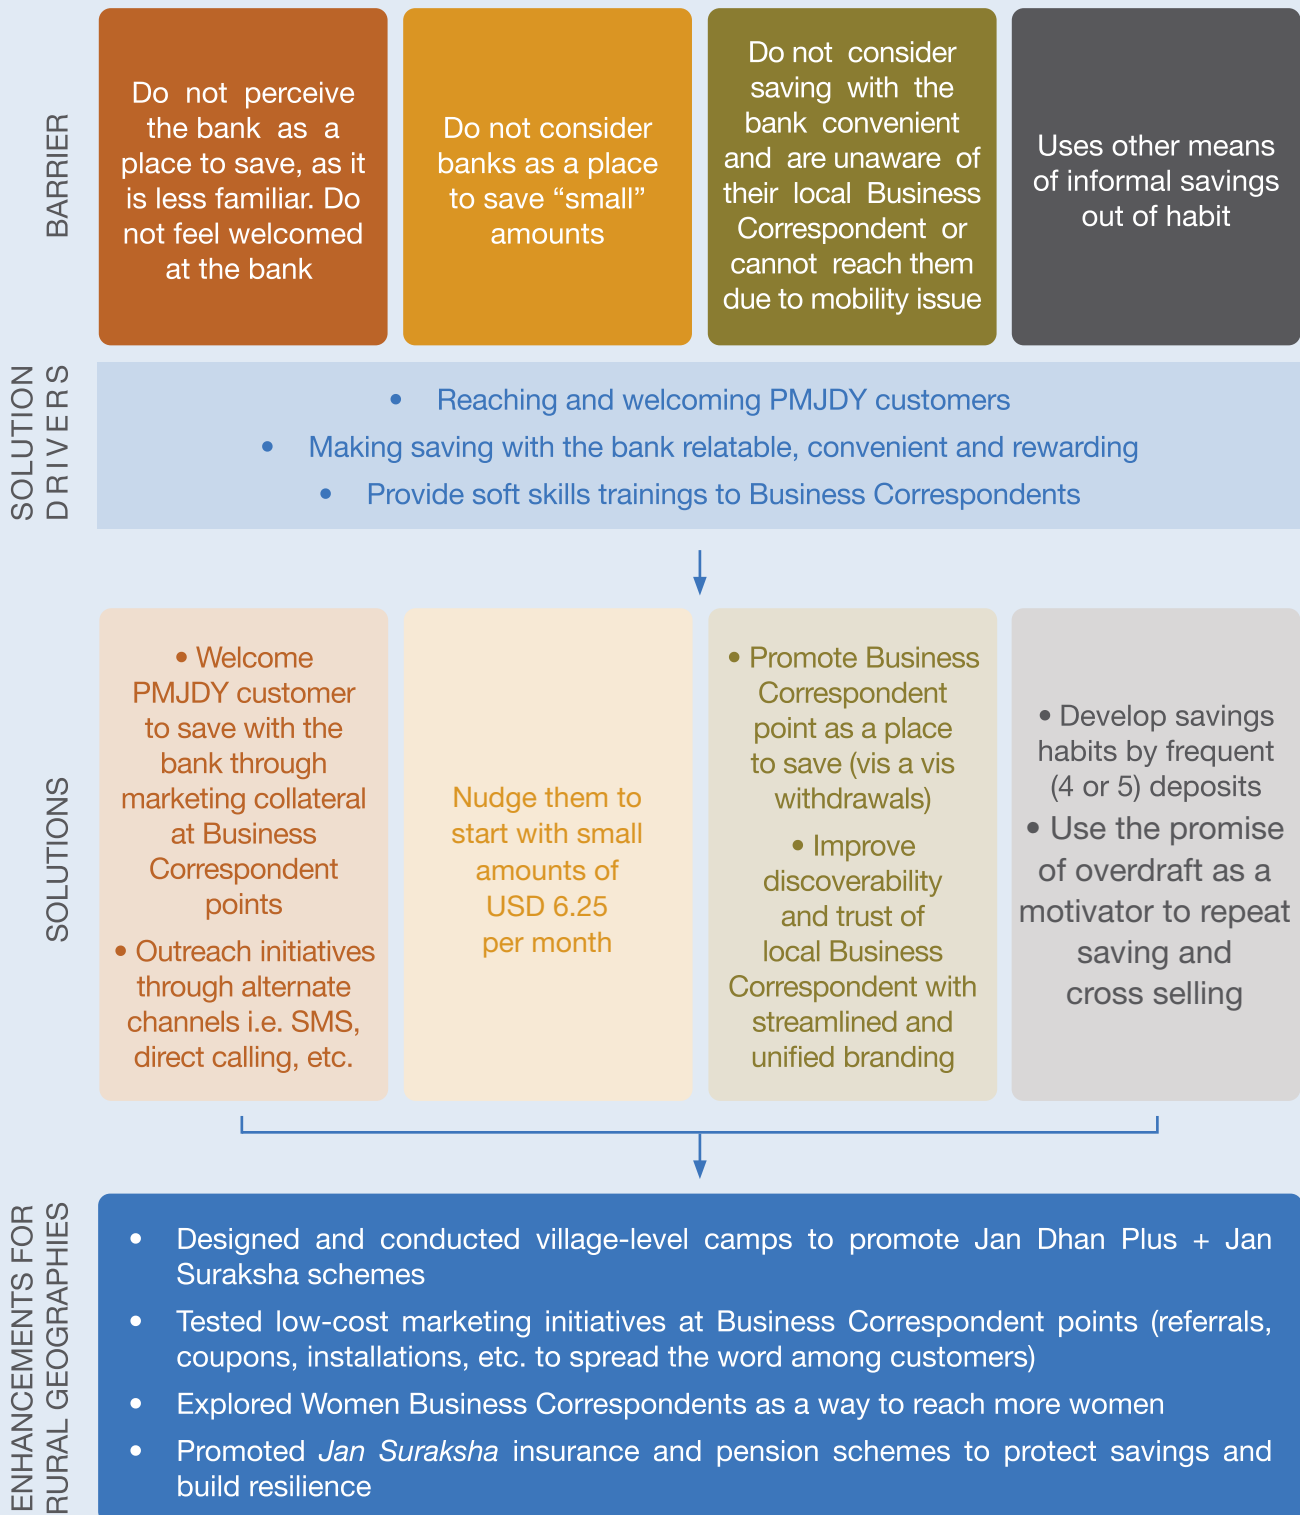 BARRIER
Do not perceive
the bank as a
place to save, as it
is less familiar. Do
not feel welcomed
at the bank
Do not consider
banks as a place
to save “small”
amounts
Do not consider
saving with the
bank convenient
and are unaware of
their local Business
Correspondent or
cannot reach them
due to mobility issue
Uses other means
of informal savings
out of habit
SOLUTION
DRIVERS
• Reaching and welcoming PMJDY customers
• Making saving with the bank relatable, convenient and rewarding
• Provide soft skills trainings to Business Correspondents
SOLUTIONS
• Welcome
PMJDY customer
to save with the
bank through
marketing collateral
at Business
Correspondent
points
• Outreach initiatives
through alternate
channels i.e. SMS,
direct calling, etc.
Nudge them to
start with small
amounts of
USD 6.25
per month
• Promote Business
Correspondent
point as a place
to save (vis a vis
withdrawals)
• Improve
discoverability
and trust of
local Business
Correspondent with
streamlined and
unified branding
• Develop savings
habits by frequent
(4 or 5) deposits
• Use the promise
of overdraft as a
motivator to repeat
saving and
cross selling
ENHANCEMENTS FOR
RURAL GEOGRAPHIES
• Designed and conducted village-level camps to promote Jan Dhan Plus + Jan
Suraksha schemes
• Tested low-cost marketing initiatives at Business Correspondent points (referrals,
coupons, installations, etc. to spread the word among customers)
• Explored Women Business Correspondents as a way to reach more women
• Promoted Jan Suraksha insurance and pension schemes to protect savings and
build resilience